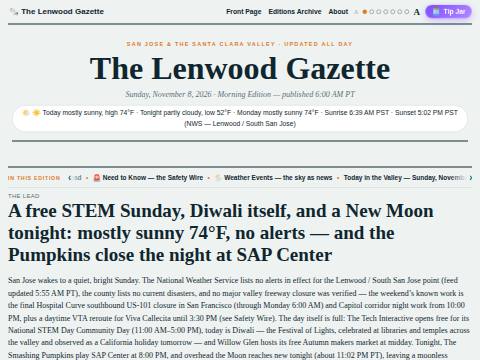 The Lenwood Gazette
Front Page Editions Archive About A A Tip Jar
SAN JOSE & THE SANTA CLARA VALLEY · UPDATED ALL DAY
The Lenwood Gazette
Sunday, November 8, 2026 · Morning Edition — published 6:00 AM PT
Today mostly sunny, high 74°F · Tonight partly cloudy, low 52°F · Monday mostly sunny 74°F · Sunrise 6:39 AM PST · Sunset 5:02 PM PST
(NWS — Lenwood / South San Jose)
IN THIS EDITION ‹ nd • Need to Know — the Safety Wire • Weather Events — the sky as news • Today in the Valley — Sunday, Novemb ›
THE LEAD
A free STEM Sunday, Diwali itself, and a New Moon
tonight: mostly sunny 74°F, no alerts — and the
Pumpkins close the night at SAP Center
San Jose wakes to a quiet, bright Sunday. The National Weather Service lists no alerts in effect for the Lenwood / South San Jose point (feed
updated 5:55 AM PT), the county lists no current disasters, and no major valley freeway closure was verified — the weekend's known work is
the final Hospital Curve southbound US-101 closure in San Francisco (through Monday 6:00 AM) and Capitol corridor night work from 10:00
PM, plus a daytime VTA reroute for Viva Callecita until 3:30 PM (see Safety Wire). The day itself is full: The Tech Interactive opens free for its
National STEM Day Community Day (11:00 AM–5:00 PM), today is Diwali — the Festival of Lights, celebrated at libraries and temples across
the valley and observed as a California holiday tomorrow — and Willow Glen hosts its free Autumn makers market at midday. Tonight, The
Smashing Pumpkins play SAP Center at 8:00 PM, and overhead the Moon reaches new tonight (about 11:02 PM PT), leaving a moonless